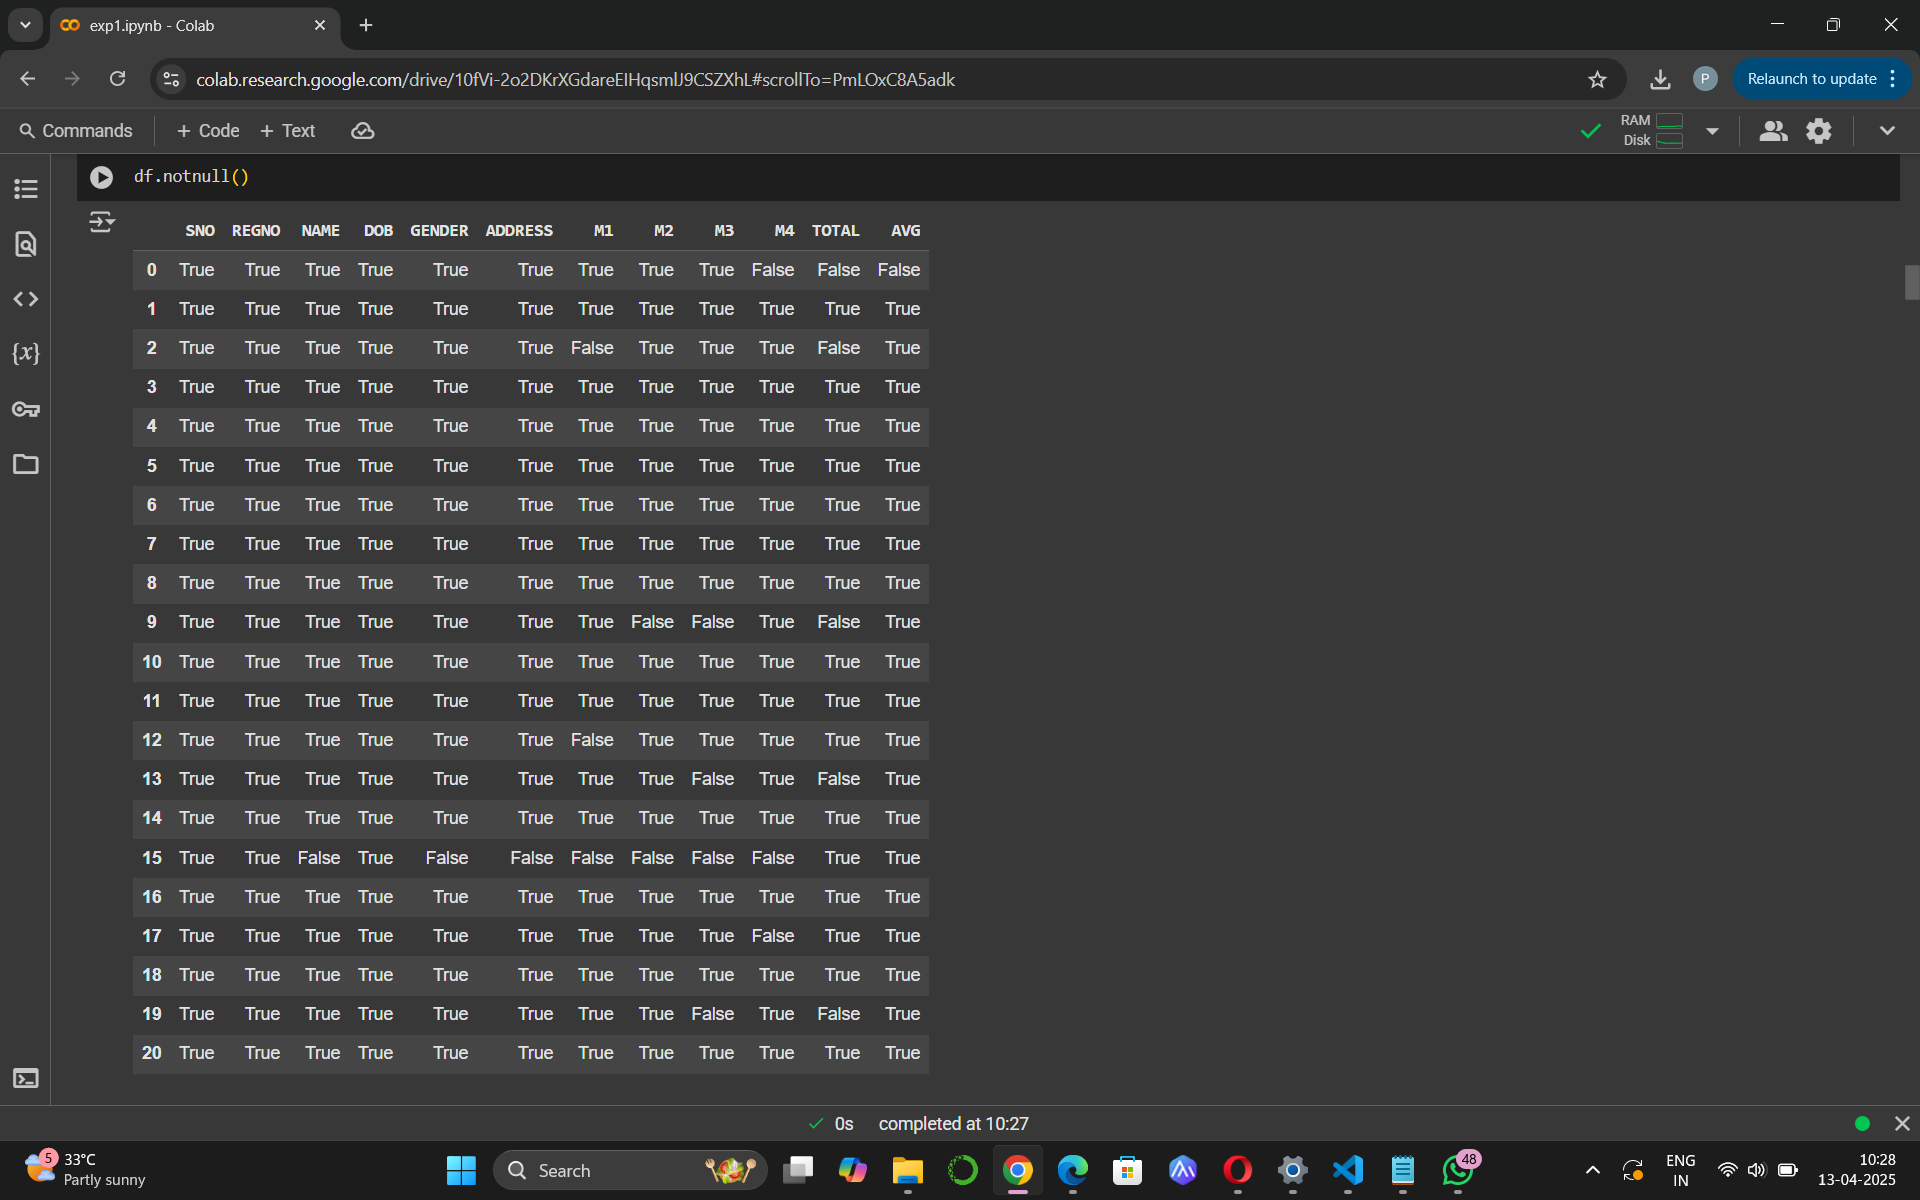 exp1.ipynb - Colab
colab.research.google.com/drive/10fVi-2o2DKrXGdareEIHqsmIJ9CSZXhL#scrollTo=PmLOxC8A5adk
P
Relaunch to update
Commands
+ Code + Text
RAM
Disk
df.notnull()
SNO REGNO NAME DOB GENDER ADDRESS M1 M2 M3 M4 TOTAL AVG
0 True True True True True True True True True False False False
1 True True True True True True True True True True True True
2 True True True True True True False True True True False True
3 True True True True True True True True True True True True
4 True True True True True True True True True True True True
5 True True True True True True True True True True True True
6 True True True True True True True True True True True True
7 True True True True True True True True True True True True
8 True True True True True True True True True True True True
9 True True True True True True True False False True False True
10 True True True True True True True True True True True True
11 True True True True True True True True True True True True
12 True True True True True True False True True True True True
13 True True True True True True True True False True False True
14 True True True True True True True True True True True True
15 True True False True False False False False False False True True
16 True True True True True True True True True True True True
17 True True True True True True True True True False True True
18 True True True True True True True True True True True True
19 True True True True True True True True False True False True
20 True True True True True True True True True True True True
{x}
0s completed at 10:27
5
33°C
Partly sunny
Search
48
ENG
IN
10:28
13-04-2025